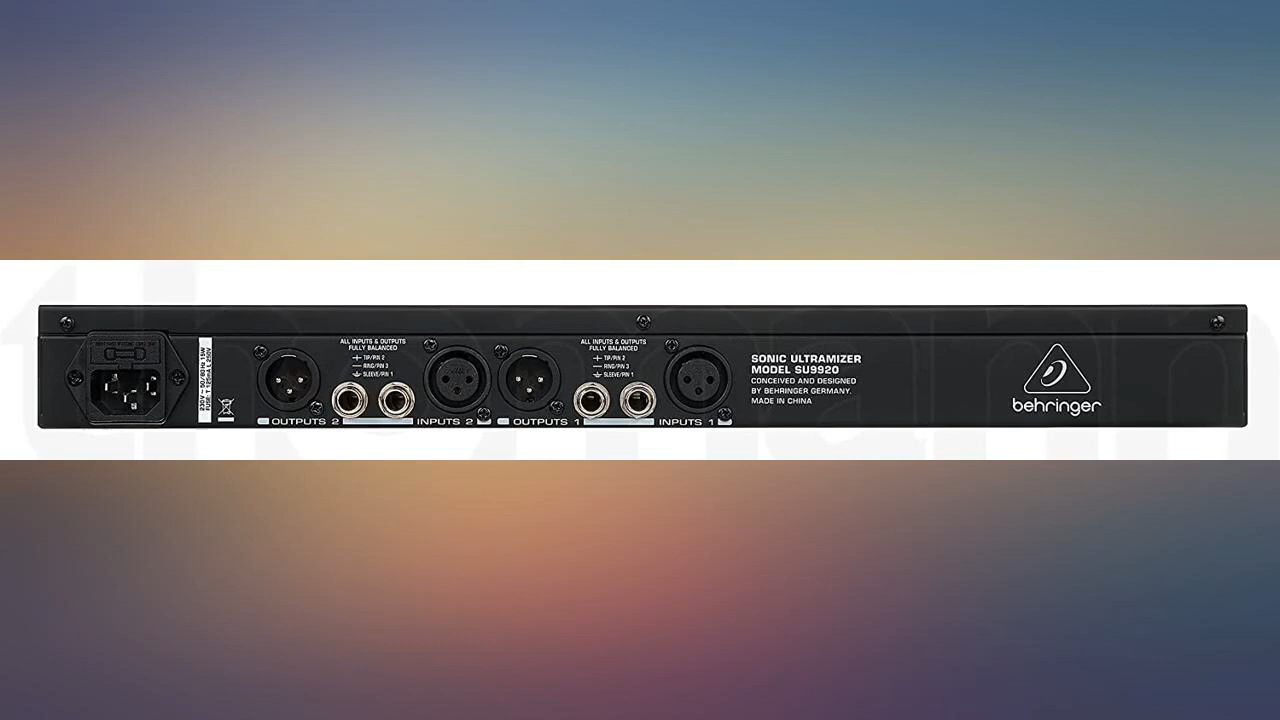 ALL INPUTS & OUTPUTS
FULLY BALANCED
TIP/PIN 2
RING/PIN 3
SLEEVE/PIN 1
ALL INPUTS & OUTPUTS
FULLY BALANCED
TIP/PIN 2
RING/PIN 3
SLEEVE/PIN 1
SONIC ULTRAMIZER
MODEL SU9920
CONCEIVED AND DESIGNED
BY BEHRINGER GERMANY.
MADE IN CHINA
behringer
OUTPUTS 2
INPUTS 2
OUTPUTS 1
INPUTS 1
thomann